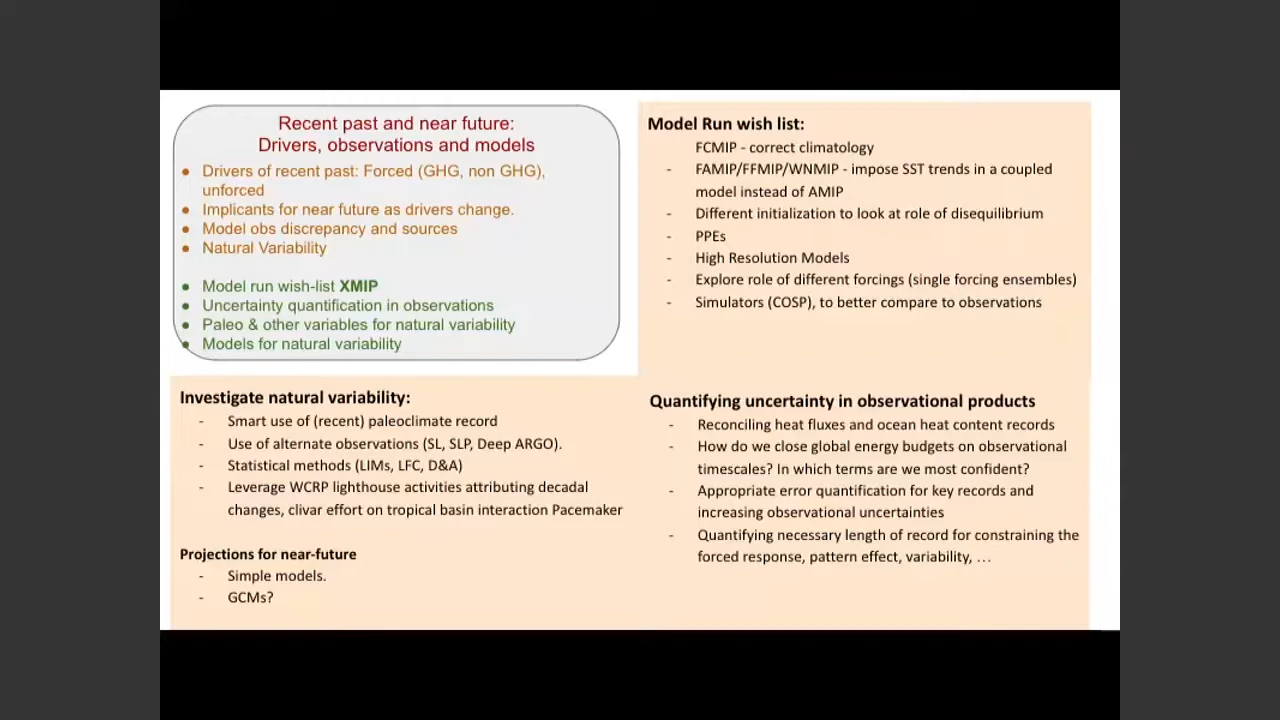 Recent past and near future:
Drivers, observations and models
● Drivers of recent past: Forced (GHG, non GHG),
unforced
● Implicants for near future as drivers change.
● Model obs discrepancy and sources
● Natural Variability
● Model run wish-list XMIP
● Uncertainty quantification in observations
● Paleo & other variables for natural variability
● Models for natural variability
Model Run wish list:
FCMIP - correct climatology
- FAMIP/FFMIP/WNMIP - impose SST trends in a coupled
model instead of AMIP
- Different initialization to look at role of disequilibrium
- PPEs
- High Resolution Models
- Explore role of different forcings (single forcing ensembles)
- Simulators (COSP), to better compare to observations
Investigate natural variability:
- Smart use of (recent) paleoclimate record
- Use of alternate observations (SL, SLP, Deep ARGO).
- Statistical methods (LIMs, LFC, D&A)
- Leverage WCRP lighthouse activities attributing decadal
changes, clivar effort on tropical basin interaction Pacemaker
Projections for near-future
- Simple models.
- GCMs?
Quantifying uncertainty in observational products
- Reconciling heat fluxes and ocean heat content records
- How do we close global energy budgets on observational
timescales? In which terms are we most confident?
- Appropriate error quantification for key records and
increasing observational uncertainties
- Quantifying necessary length of record for constraining the
forced response, pattern effect, variability, …